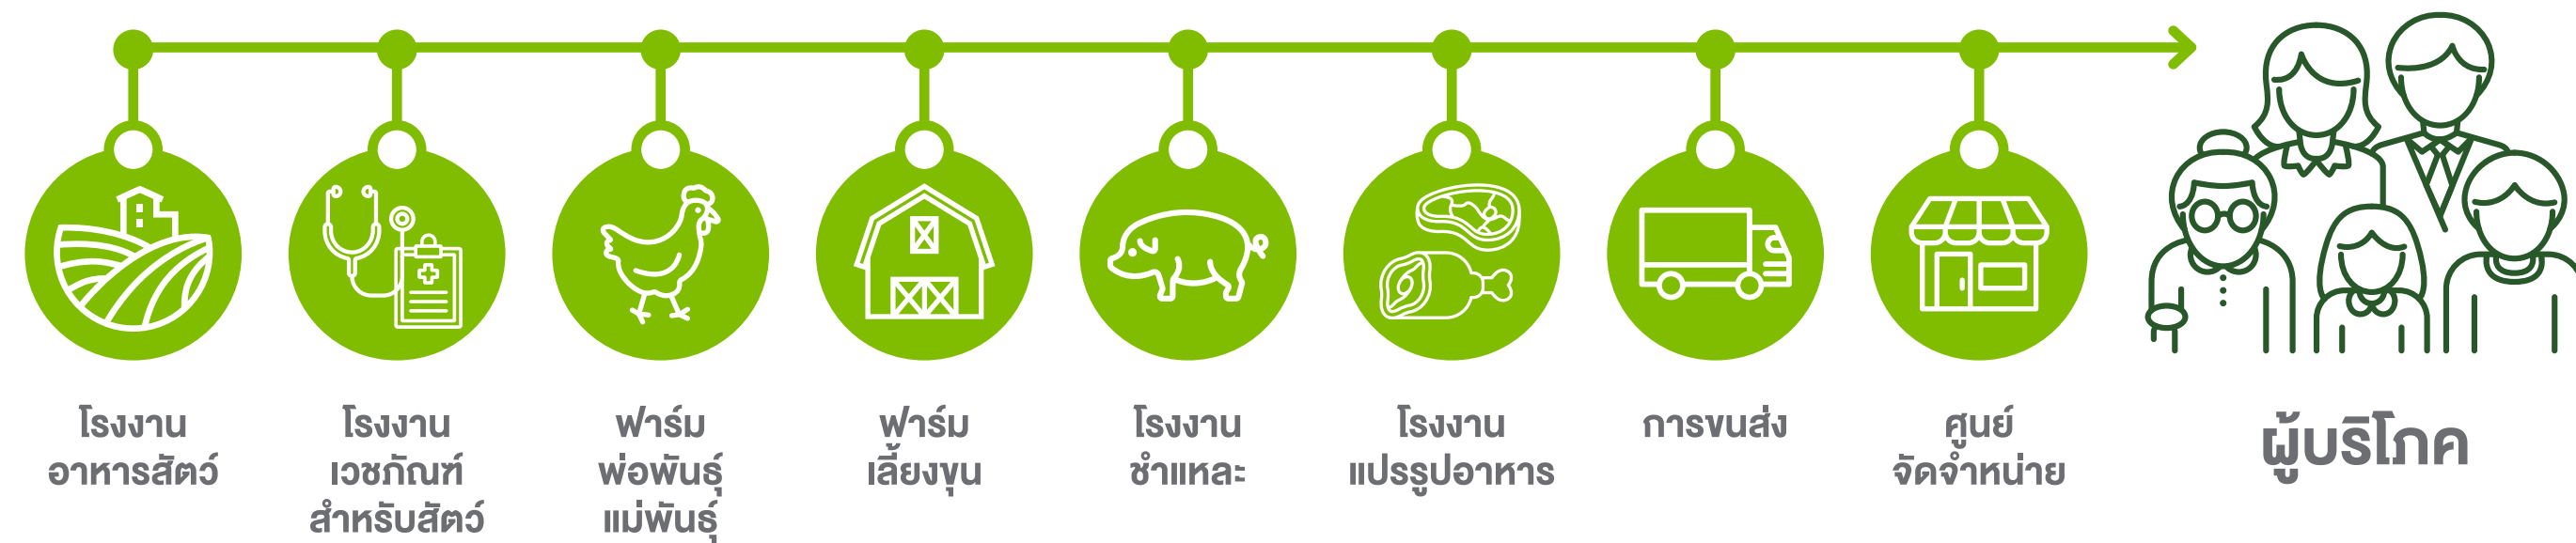 โรงงาน
อาหารสัตว์
โรงงาน
เวชภัณฑ์
สำหรับสัตว์
ฟาร์ม
พ่อพันธุ์
แม่พันธุ์
ฟาร์ม
เลี้ยงขุน
โรงงาน
ชำแหละ
โรงงาน
แปรรูปอาหาร
การขนส่ง
ศูนย์
จัดจำหน่าย
ผู้บริโภค